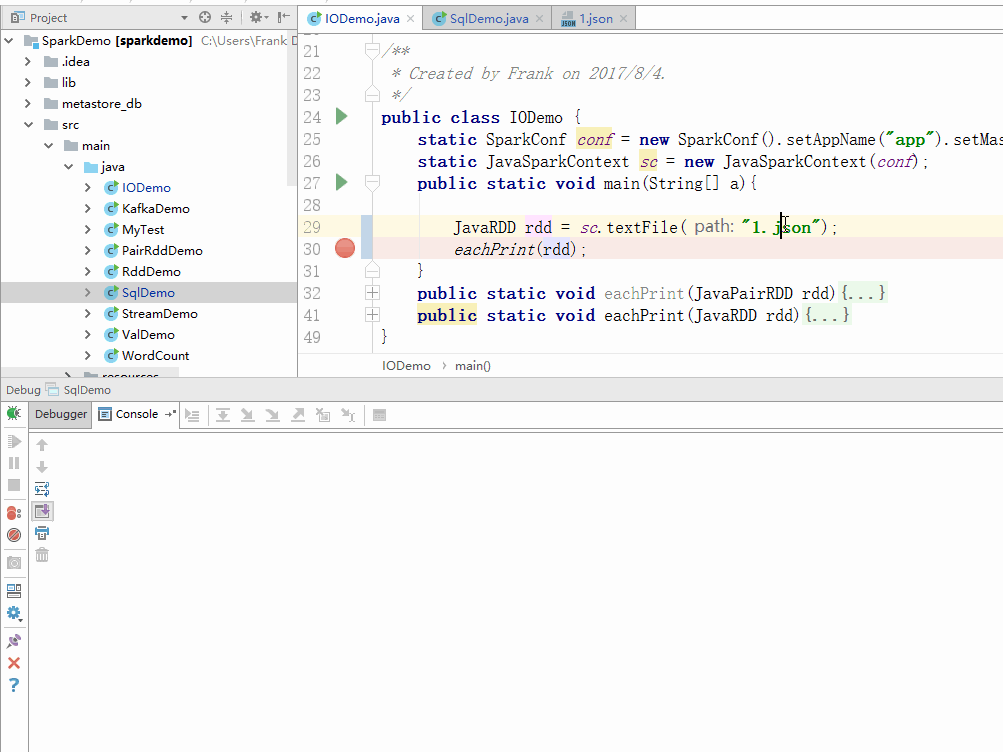 Project
IODemo.java
SqlDemo.java
1.json
SparkDemo [sparkdemo] C:\Users\Frank D
.idea
lib
metastore_db
src
main
java
IODemo
KafkaDemo
MyTest
PairRddDemo
RddDemo
SqlDemo
StreamDemo
ValDemo
WordCount
resources
21 /**
22 * Created by Frank on 2017/8/4.
23 */
24 public class IODemo {
25 static SparkConf conf = new SparkConf().setAppName("app").setMas
26 static JavaSparkContext sc = new JavaSparkContext(conf);
27 public static void main(String[] a){
28
29 JavaRDD rdd = sc.textFile( path: "1.json");
30 eachPrint(rdd);
31 }
32 public static void eachPrint(JavaPairRDD rdd){...}
41 public static void eachPrint(JavaRDD rdd){...}
49 }
IODemo › main()
Debug SqlDemo
Debugger
Console